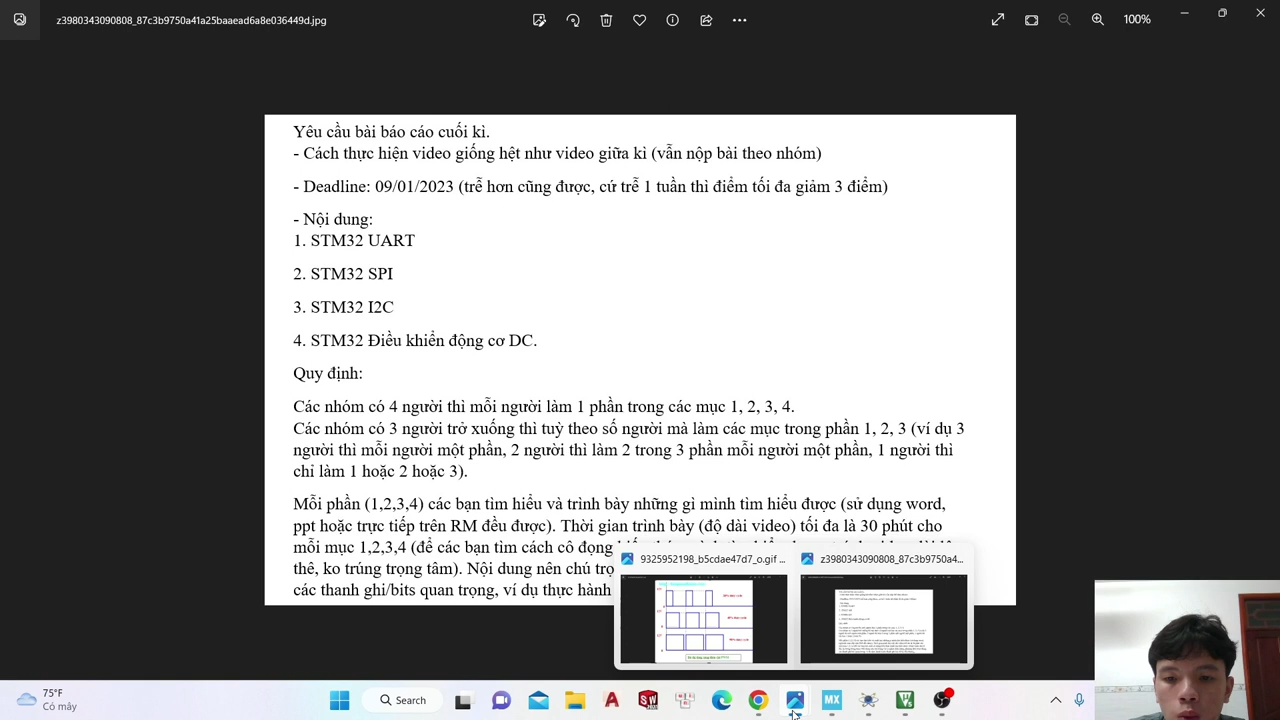 z3980343090808_87c3b9750a41a25baaead6a8e036449d.jpg
100%
Yêu cầu bài báo cáo cuối kì.
- Cách thực hiện video giống hệt như video giữa kì (vẫn nộp bài theo nhóm)
- Deadline: 09/01/2023 (trễ hơn cũng được, cứ trễ 1 tuần thì điểm tối đa giảm 3 điểm)
- Nội dung:
1. STM32 UART
2. STM32 SPI
3. STM32 I2C
4. STM32 Điều khiển động cơ DC.
Quy định:
Các nhóm có 4 người thì mỗi người làm 1 phần trong các mục 1, 2, 3, 4.
Các nhóm có 3 người trở xuống thì tuỳ theo số người mà làm các mục trong phần 1, 2, 3 (ví dụ 3
người thì mỗi người một phần, 2 người thì làm 2 trong 3 phần mỗi người một phần, 1 người thì
chỉ làm 1 hoặc 2 hoặc 3).
Mỗi phần (1,2,3,4) các bạn tìm hiểu và trình bày những gì mình tìm hiểu được (sử dụng word,
ppt hoặc trực tiếp trên RM đều được). Thời gian trình bày (độ dài video) tối đa là 30 phút cho
mỗi mục 1,2,3,4 (để các bạn tìm cách cô đọng
thê, ko trúng trọng tâm). Nội dung nên chú trọ
các thanh ghi/bits quan trọng, ví dụ thực hành
9325952198_b5cdae47d7_o.gif ...
z3980343090808_87c3b9750a4...
75°F
Có mây
Search